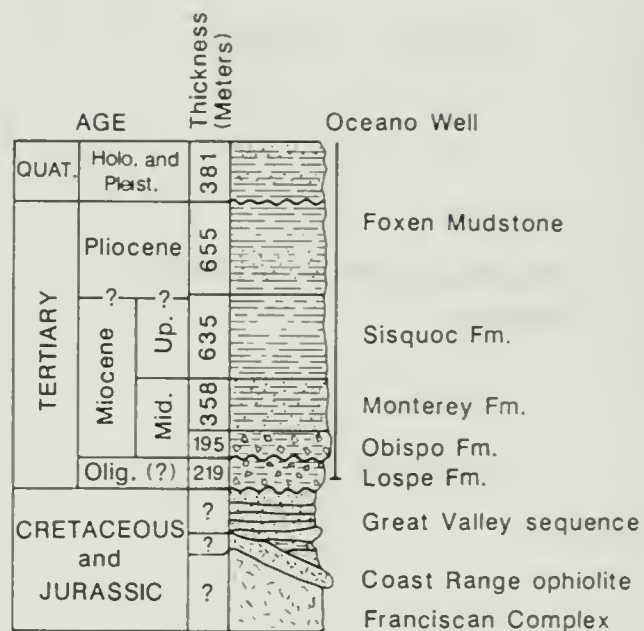 Thickness
(Meters)
AGE
Oceano Well
QUAT.
Holo. and
Pleist.
381
TERTIARY
Pliocene
655
Foxen Mudstone
?
?
Miocene
Up.
635
Sisquoc Fm.
Mid.
358
Monterey Fm.
195
Obispo Fm.
Olig. (?)
219
Lospe Fm.
CRETACEOUS
and
JURASSIC
?
Great Valley sequence
?
Coast Range ophiolite
?
Franciscan Complex